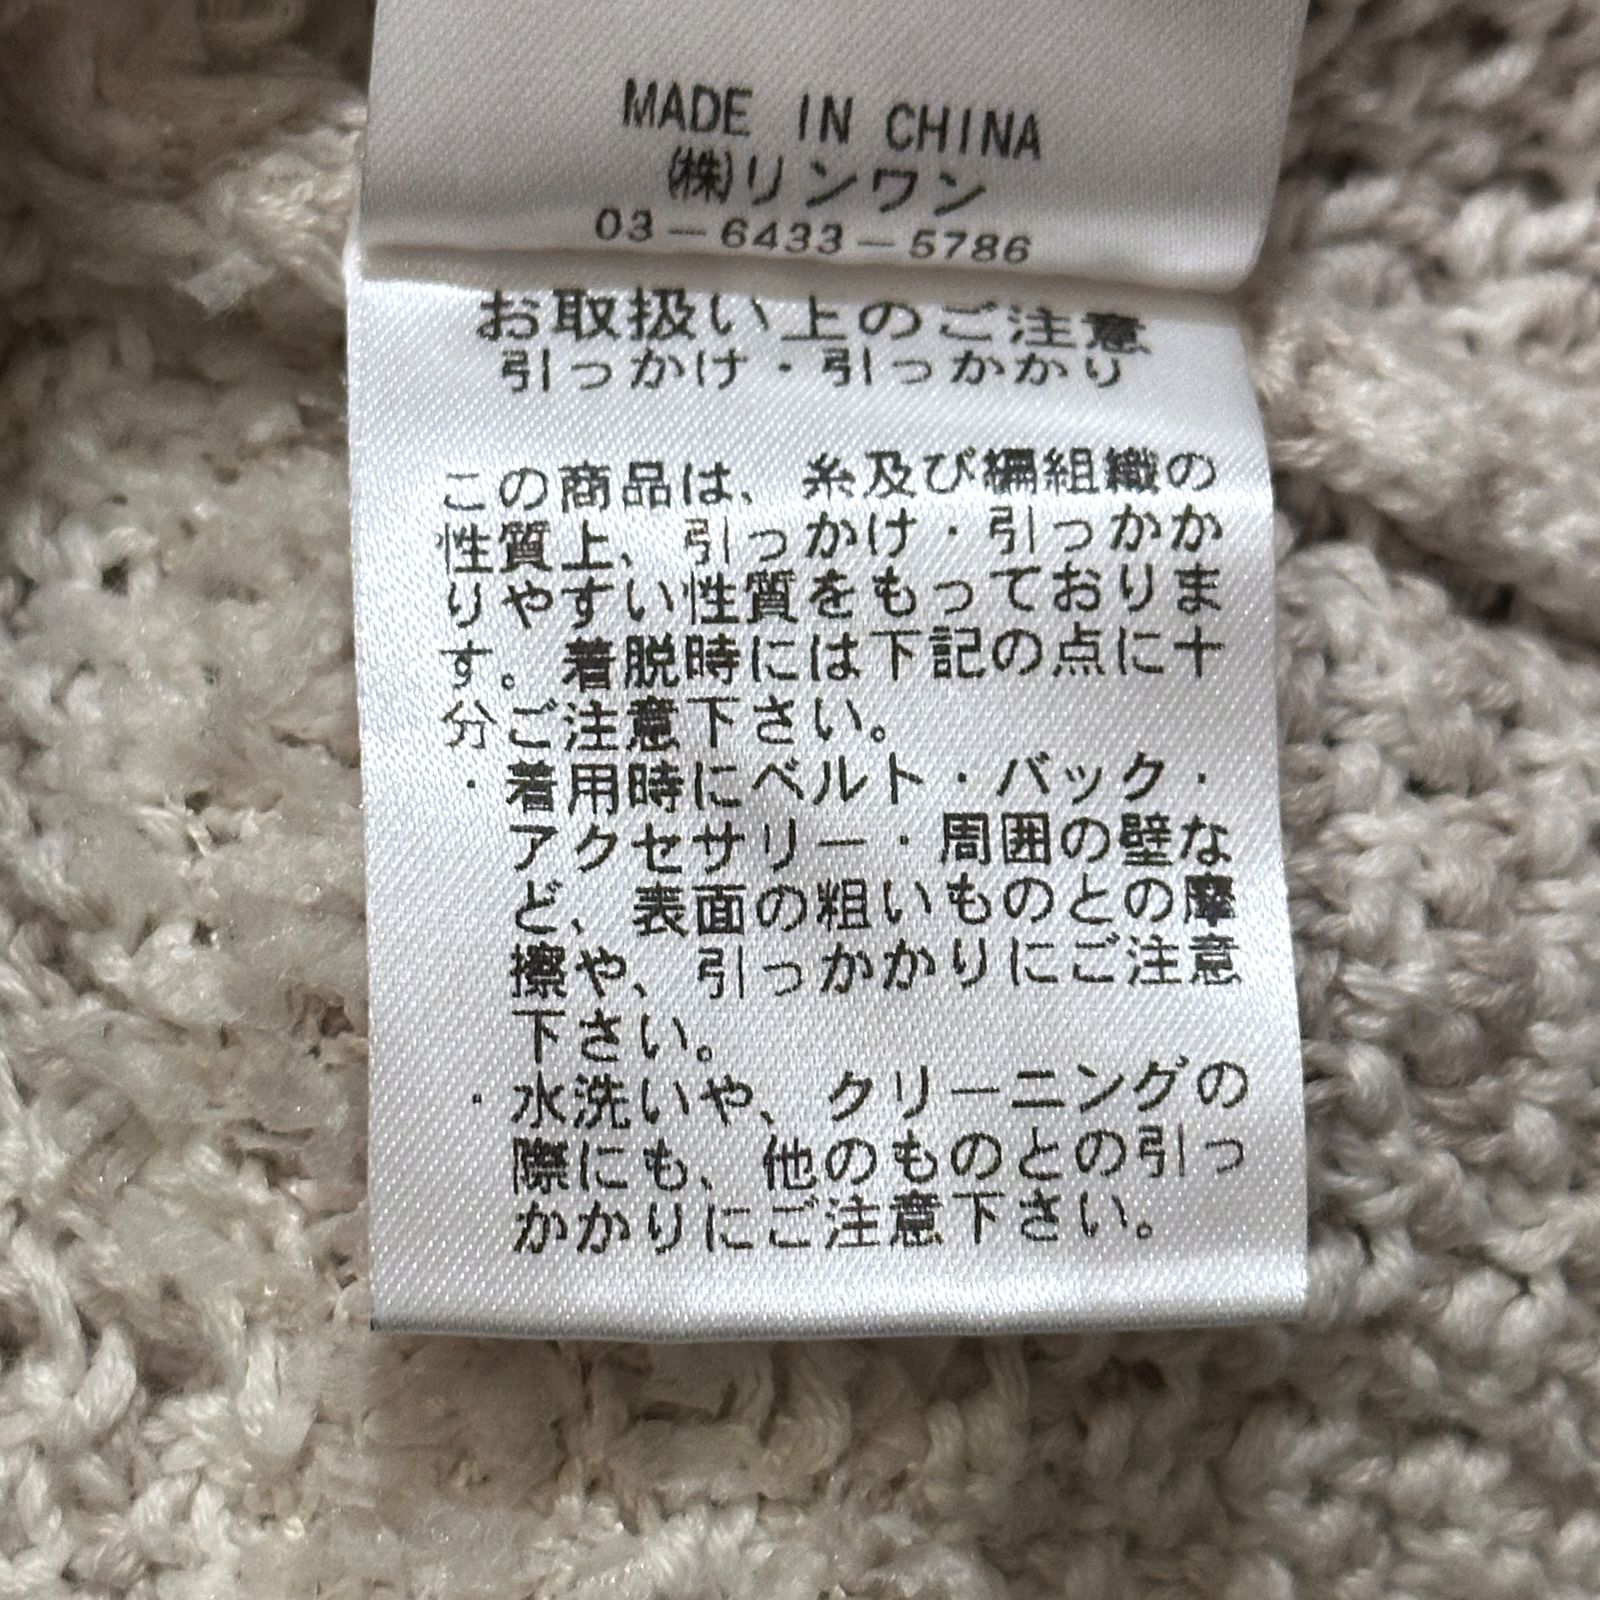 MADE IN CHINA
㈱リンワン
03-6433-5786
お取扱い上のご注意
引っかけ・引っかかり
この商品は、糸及び編組織の
性質上、引っかけ・引っかか
りやすい性質をもっておりま
す。着脱時には下記の点に十
分ご注意下さい。
・着用時にベルト・バック・
アクセサリー・周囲の壁な
ど、表面の粗いものとの摩
擦や、引っかかりにご注意
下さい。
・水洗いや、クリーニングの
際にも、他のものとの引っ
かかりにご注意下さい。